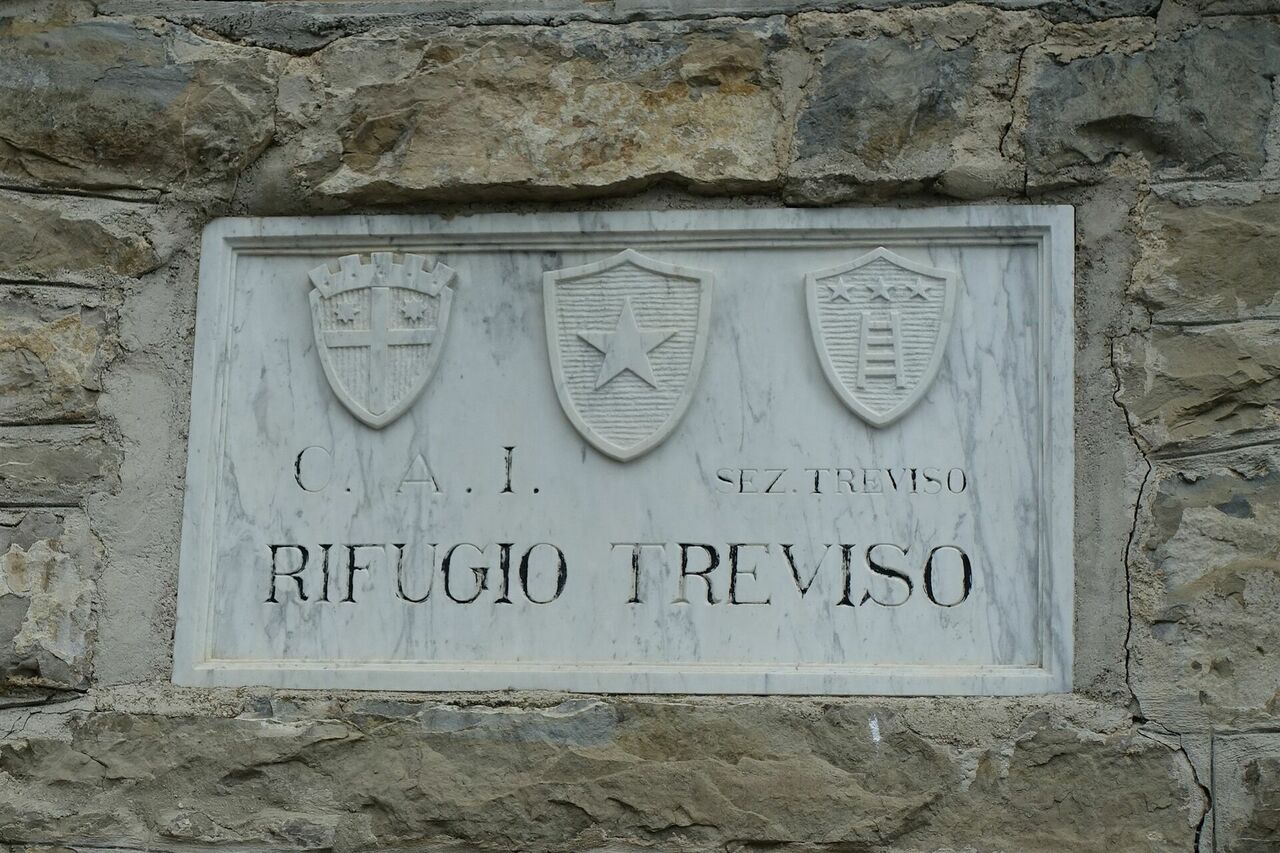 C. A. I. SEZ. TREVISO
RIFUGIO TREVISO